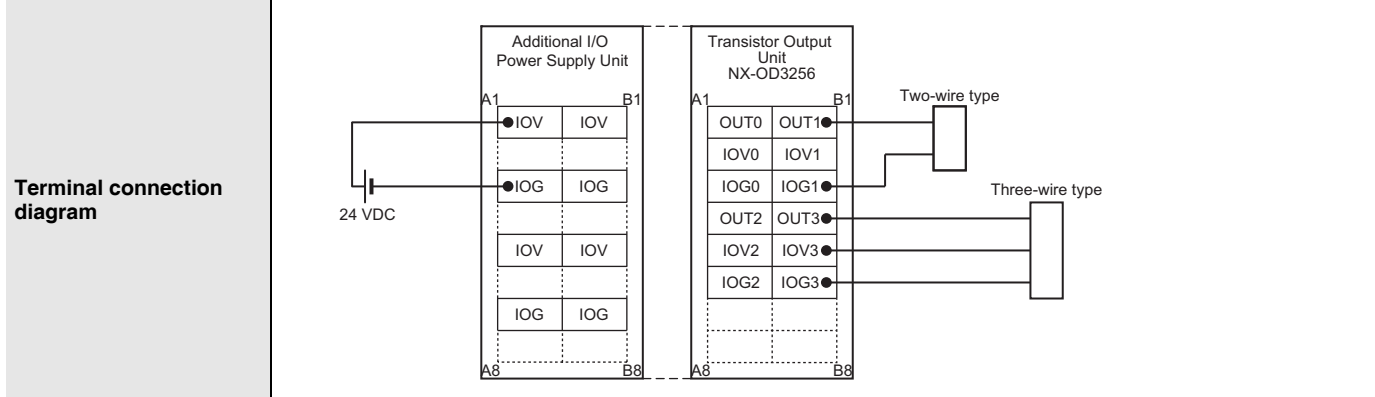 Terminal connection
diagram
Additional I/O
Power Supply Unit
A1
B1
IOV
IOV
IOG
IOG
IOV
IOV
IOG
IOG
A8
B8
24 VDC
Transistor Output
Unit
NX-OD3256
A1
B1
OUT0
OUT1
IOV0
IOV1
IOG0
IOG1
OUT2
OUT3
IOV2
IOV3
IOG2
IOG3
A8
B8
Two-wire type
Three-wire type